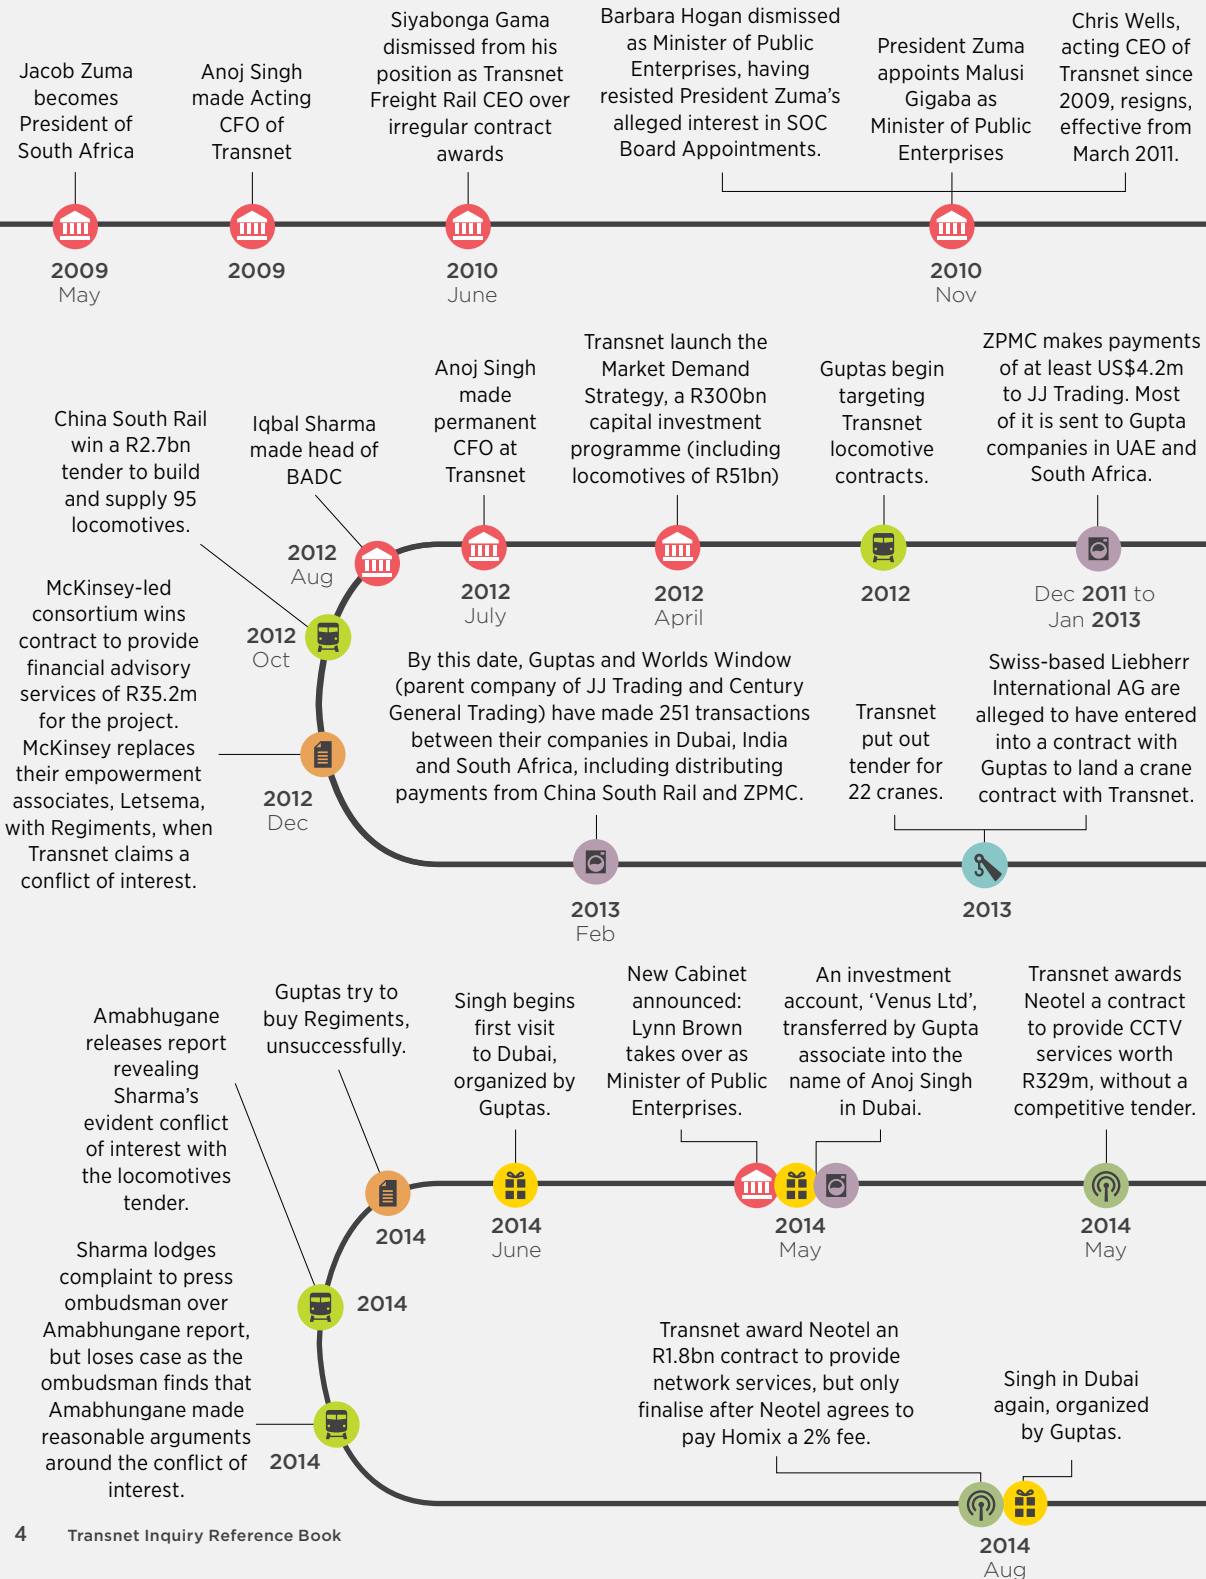 Jacob Zuma
becomes
President of
South Africa
2009
May
Anoj Singh
made Acting
CFO of
Transnet
2009
Siyabonga Gama
dismissed from his
position as Transnet
Freight Rail CEO over
irregular contract
awards
2010
June
Barbara Hogan dismissed
as Minister of Public
Enterprises, having
resisted President Zuma’s
alleged interest in SOC
Board Appointments.
President Zuma
appoints Malusi
Gigaba as
Minister of Public
Enterprises
Chris Wells,
acting CEO of
Transnet since
2009, resigns,
effective from
March 2011.
2010
Nov
ZPMC makes payments
of at least US$4.2m
to JJ Trading. Most
of it is sent to Gupta
companies in UAE and
South Africa.
Dec 2011 to
Jan 2013
Guptas begin
targeting
Transnet
locomotive
contracts.
2012
Transnet launch the
Market Demand
Strategy, a R300bn
capital investment
programme (including
locomotives of R51bn)
2012
April
Anoj Singh
made
permanent
CFO at
Transnet
2012
July
Iqbal Sharma
made head of
BADC
2012
Aug
China South Rail
win a R2.7bn
tender to build
and supply 95
locomotives.
2012
Oct
McKinsey-led
consortium wins
contract to provide
financial advisory
services of R35.2m
for the project.
McKinsey replaces
their empowerment
associates, Letsema,
with Regiments, when
Transnet claims a
conflict of interest.
2012
Dec
By this date, Guptas and Worlds Window
(parent company of JJ Trading and Century
General Trading) have made 251 transactions
between their companies in Dubai, India
and South Africa, including distributing
payments from China South Rail and ZPMC.
2013
Feb
Transnet
put out
tender for
22 cranes.
Swiss-based Liebherr
International AG are
alleged to have entered
into a contract with
Guptas to land a crane
contract with Transnet.
2013
Transnet awards
Neotel a contract
to provide CCTV
services worth
R329m, without a
competitive tender.
2014
May
An investment
account, ‘Venus Ltd’,
transferred by Gupta
associate into the
name of Anoj Singh
in Dubai.
New Cabinet
announced:
Lynn Brown
takes over as
Minister of Public
Enterprises.
2014
May
Singh begins
first visit
to Dubai,
organized by
Guptas.
2014
June
Guptas try to
buy Regiments,
unsuccessfully.
2014
Amabhugane
releases report
revealing
Sharma’s
evident conflict
of interest with
the locomotives
tender.
2014
Sharma lodges
complaint to press
ombudsman over
Amabhungane report,
but loses case as the
ombudsman finds that
Amabhungane made
reasonable arguments
around the conflict of
interest.
2014
Transnet award Neotel an
R1.8bn contract to provide
network services, but only
finalise after Neotel agrees to
pay Homix a 2% fee.
Singh in Dubai
again, organized
by Guptas.
2014
Aug
4 Transnet Inquiry Reference Book